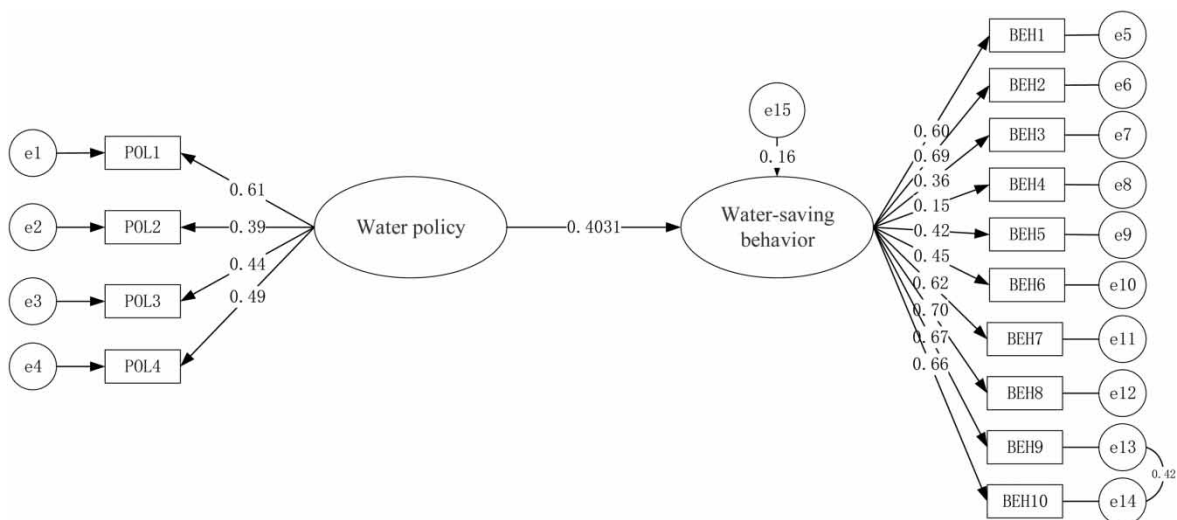 e1
POL1
e2
POL2
e3
POL3
e4
POL4
0.61
0.39
0.44
0.49
Water policy
0.4031
e15
0.16
Water-saving
behavior
0.60
0.69
0.36
0.15
0.42
0.45
0.62
0.70
0.67
0.66
BEH1
e5
BEH2
e6
BEH3
e7
BEH4
e8
BEH5
e9
BEH6
e10
BEH7
e11
BEH8
e12
BEH9
e13
BEH10
e14
0.42